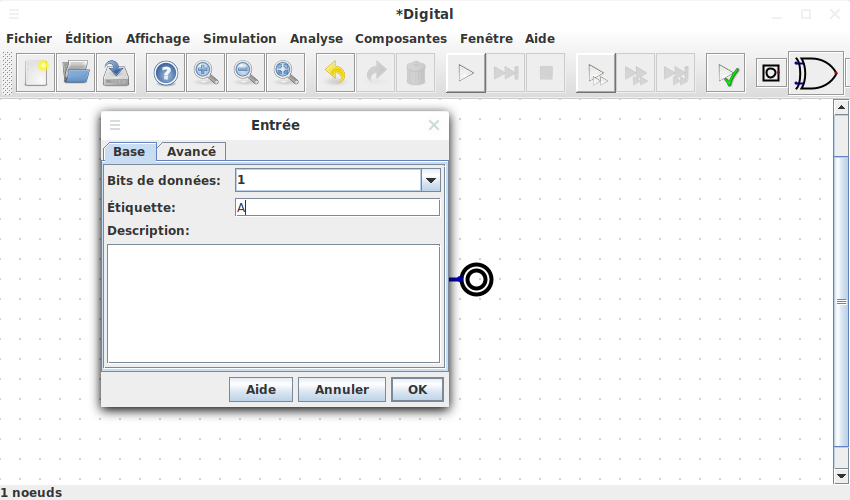 *Digital
Fichier Édition Affichage Simulation Analyse Composantes Fenêtre Aide
Entrée
Base Avancé
Bits de données: 1
Étiquette: A
Description:
Aide Annuler OK
1 noeuds